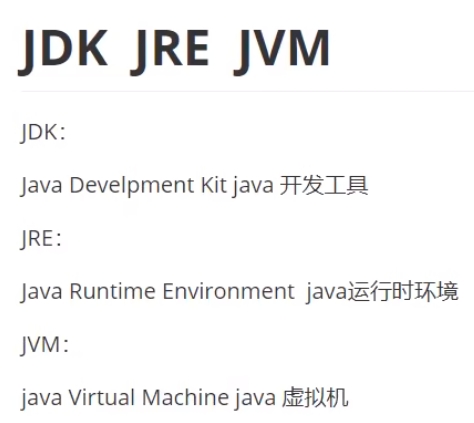 JDK JRE JVM
JDK：
Java Develpment Kit java 开发工具
JRE：
Java Runtime Environment java运行时环境
JVM：
java Virtual Machine java 虚拟机